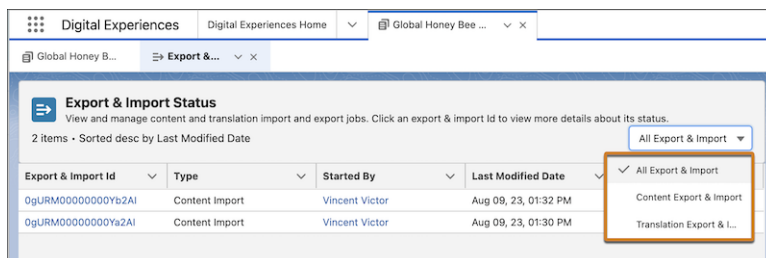 Digital Experiences
Digital Experiences Home
Global Honey Bee ...
Global Honey B...
Export &...
Export & Import Status
View and manage content and translation import and export jobs. Click an export & import Id to view more details about its status.
2 items • Sorted desc by Last Modified Date
All Export & Import
Export & Import Id
Type
Started By
Last Modified Date
0gURM00000000Yb2AI
Content Import
Vincent Victor
Aug 09, 23, 01:32 PM
0gURM00000000Ya2AI
Content Import
Vincent Victor
Aug 09, 23, 01:30 PM
All Export & Import
Content Export & Import
Translation Export & I...